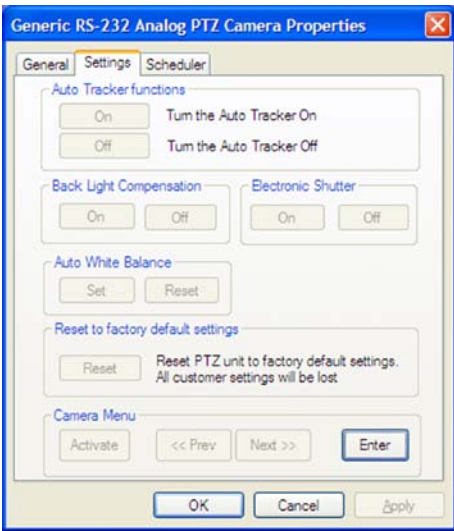 Generic RS-232 Analog PTZ Camera Properties
General Settings Scheduler
Auto Tracker functions
On Turn the Auto Tracker On
Off Turn the Auto Tracker Off
Back Light Compensation Electronic Shutter
On Off On Off
Auto White Balance
Set Reset
Reset to factory default settings
Reset Reset PTZ unit to factory default settings.
All customer settings will be lost
Camera Menu
Activate << Prev Next >> Enter
OK Cancel Apply